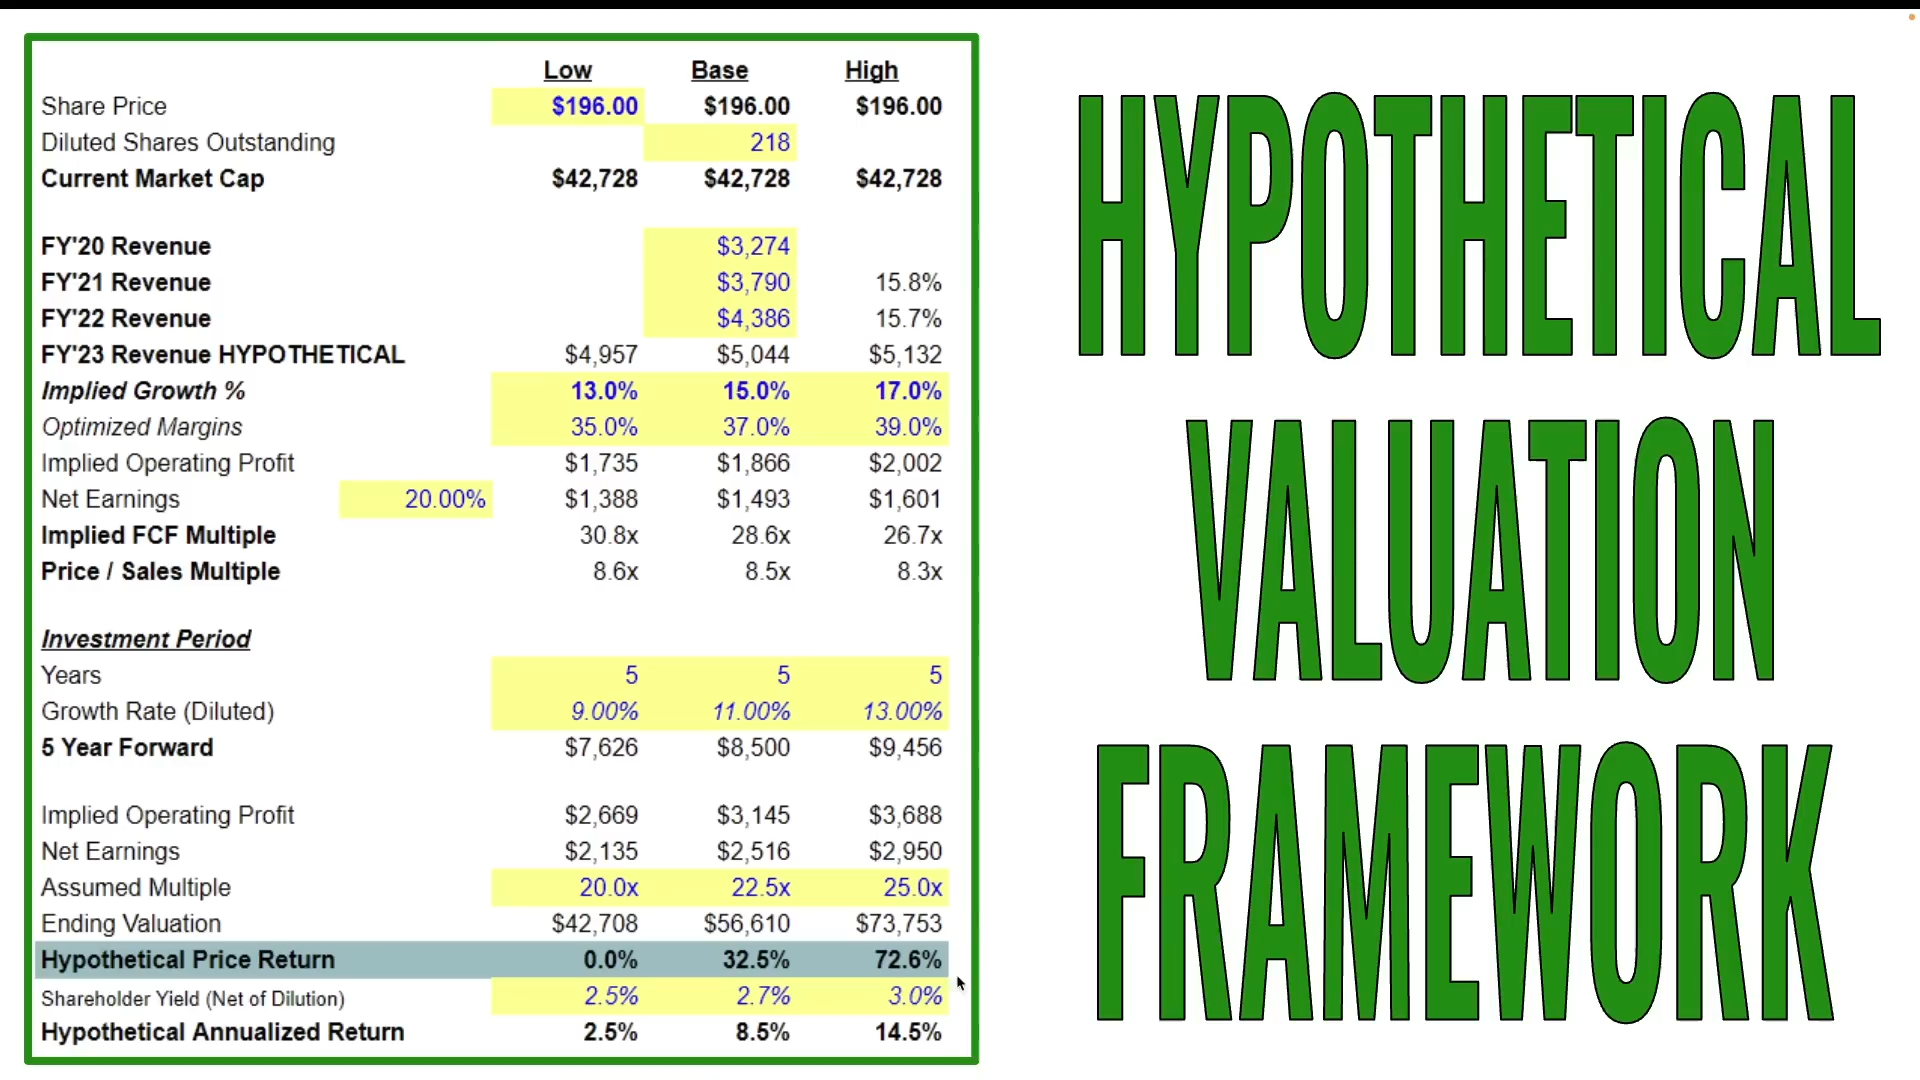 Low Base High
Share Price $196.00 $196.00 $196.00
Diluted Shares Outstanding 218
Current Market Cap $42,728 $42,728 $42,728
FY'20 Revenue $3,274
FY'21 Revenue $3,790 15.8%
FY'22 Revenue $4,386 15.7%
FY'23 Revenue HYPOTHETICAL $4,957 $5,044 $5,132
Implied Growth % 13.0% 15.0% 17.0%
Optimized Margins 35.0% 37.0% 39.0%
Implied Operating Profit $1,735 $1,866 $2,002
Net Earnings 20.00% $1,388 $1,493 $1,601
Implied FCF Multiple 30.8x 28.6x 26.7x
Price / Sales Multiple 8.6x 8.5x 8.3x
Investment Period
Years 5 5 5
Growth Rate (Diluted) 9.00% 11.00% 13.00%
5 Year Forward $7,626 $8,500 $9,456
Implied Operating Profit $2,669 $3,145 $3,688
Net Earnings $2,135 $2,516 $2,950
Assumed Multiple 20.0x 22.5x 25.0x
Ending Valuation $42,708 $56,610 $73,753
Hypothetical Price Return 0.0% 32.5% 72.6%
Shareholder Yield (Net of Dilution) 2.5% 2.7% 3.0%
Hypothetical Annualized Return 2.5% 8.5% 14.5%
HYPOTHETICAL
VALUATION
FRAMEWORK